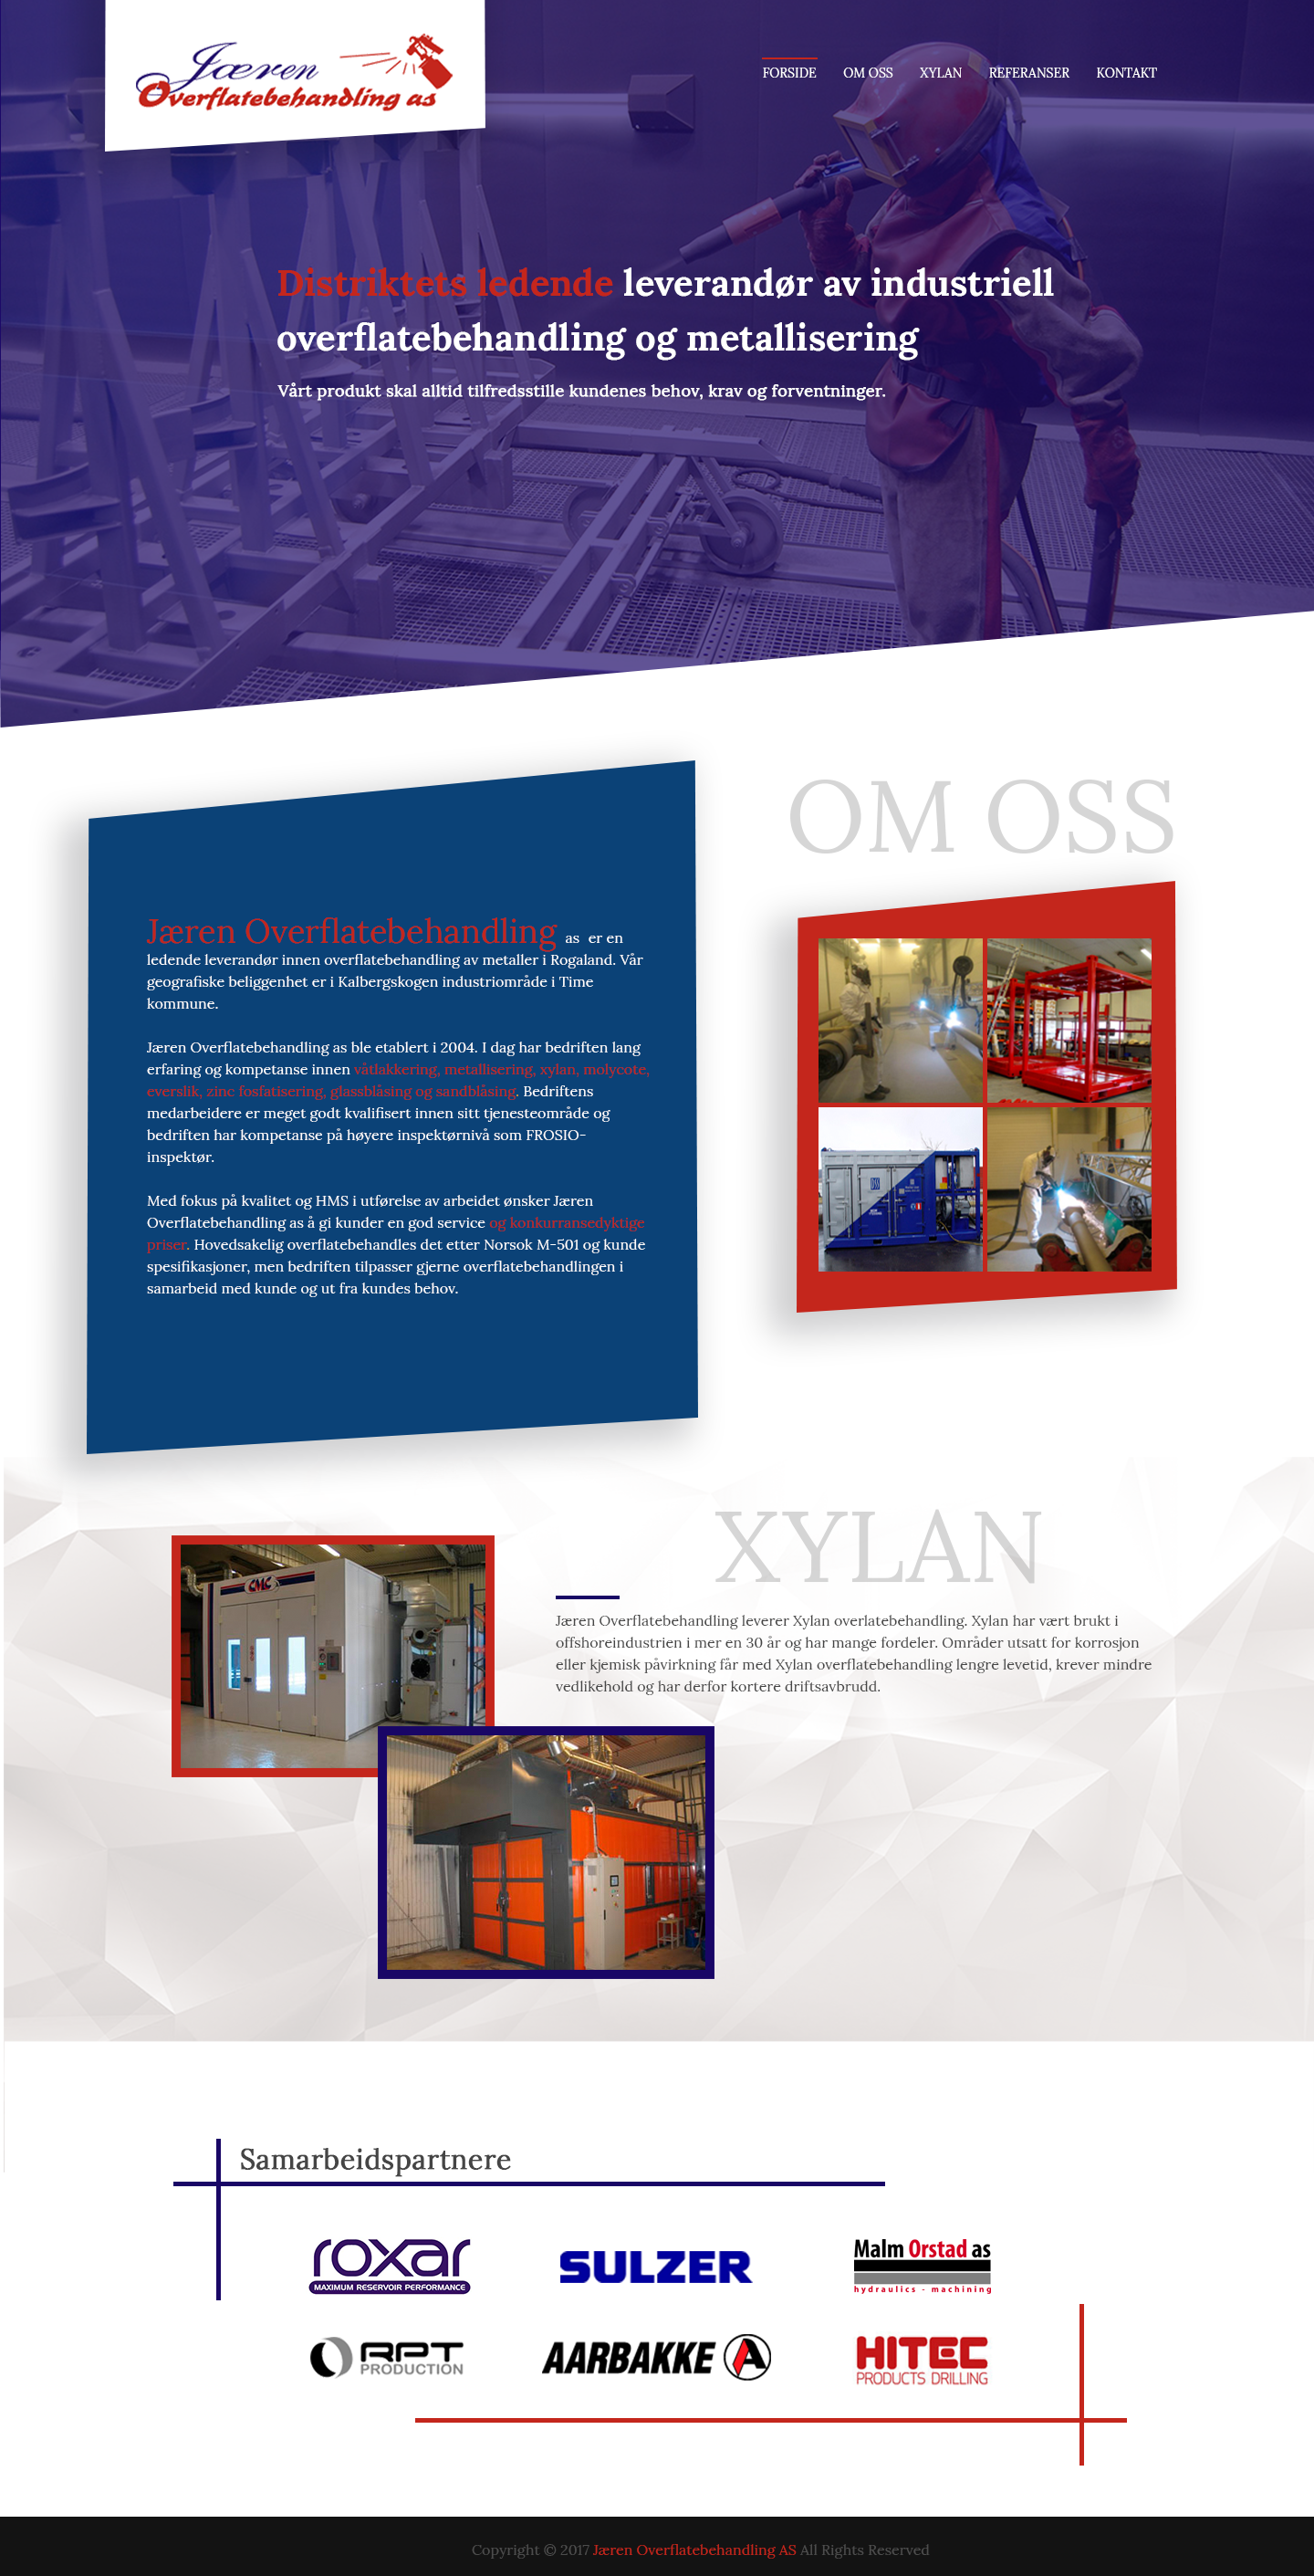 Jæren
Overflatebehandling as
FORSIDE OM OSS XYLAN REFERANSER KONTAKT
Distriktets ledende leverandør av industriell
overflatebehandling og metallisering
Vårt produkt skal alltid tilfredsstille kundenes behov, krav og forventninger.
OM OSS
Jæren Overflatebehandling as er en
ledende leverandør innen overflatebehandling av metaller i Rogaland. Vår
geografiske beliggenhet er i Kalbergskogen industriområde i Time
kommune.
Jæren Overflatebehandling as ble etablert i 2004. I dag har bedriften lang
erfaring og kompetanse innen våtlakkering, metallisering, xylan, molycote,
everslik, zinc fosfatisering, glassblåsing og sandblåsing. Bedriftens
medarbeidere er meget godt kvalifisert innen sitt tjenesteområde og
bedriften har kompetanse på høyere inspektørnivå som FROSIO-
inspektør.
Med fokus på kvalitet og HMS i utførelse av arbeidet ønsker Jæren
Overflatebehandling as å gi kunder en god service og konkurransedyktige
priser. Hovedsakelig overflatebehandles det etter Norsok M-501 og kunde
spesifikasjoner, men bedriften tilpasser gjerne overflatebehandlingen i
samarbeid med kunde og ut fra kundes behov.
XYLAN
CMC
Jæren Overflatebehandling leverer Xylan overlatebehandling. Xylan har vært brukt i
offshoreindustrien i mer en 30 år og har mange fordeler. Områder utsatt for korrosjon
eller kjemisk påvirkning får med Xylan overflatebehandling lengre levetid, krever mindre
vedlikehold og har derfor kortere driftsavbrudd.
Samarbeidspartnere
roxar
MAXIMUM RESERVOIR PERFORMANCE
SULZER
Malm Orstad as
hydraulics - machining
RPT
PRODUCTION
AARBAKKE A
HITEC
PRODUCTS DRILLING
Copyright © 2017 Jæren Overflatebehandling AS All Rights Reserved